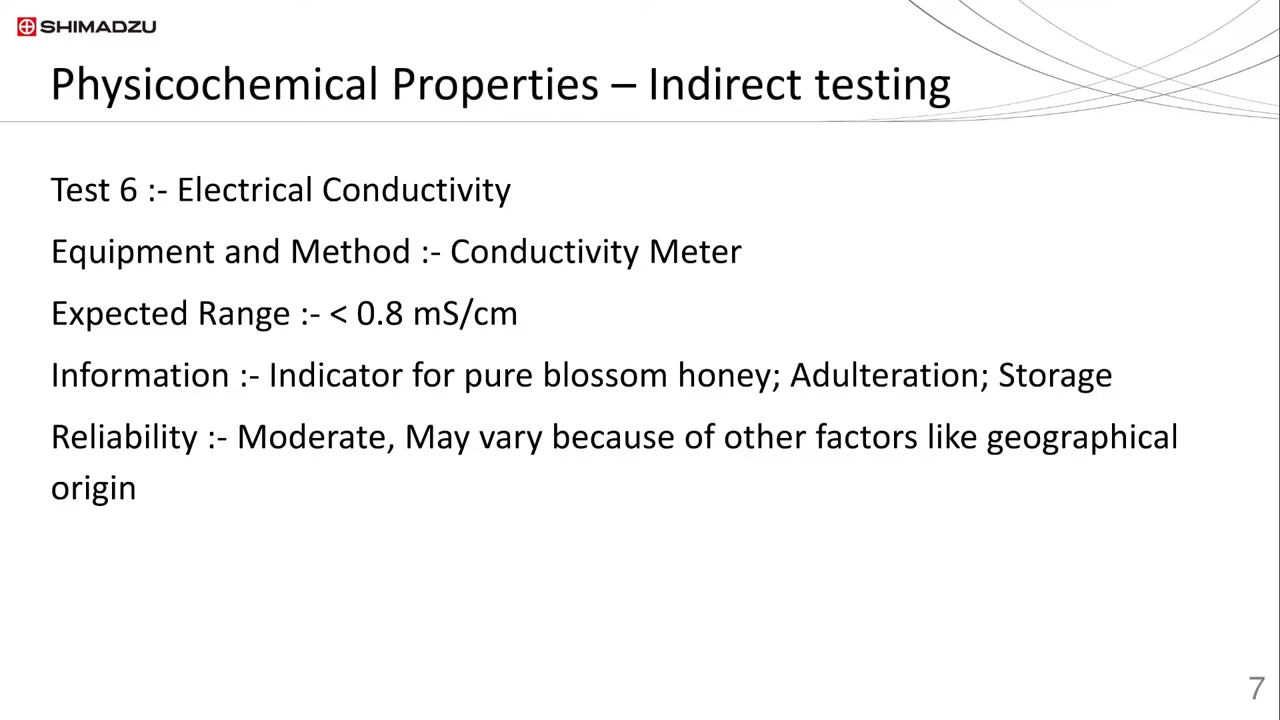 SHIMADZU
Physicochemical Properties – Indirect testing
Test 6 :- Electrical Conductivity
Equipment and Method :- Conductivity Meter
Expected Range :- < 0.8 mS/cm
Information :- Indicator for pure blossom honey; Adulteration; Storage
Reliability :- Moderate, May vary because of other factors like geographical
origin
7